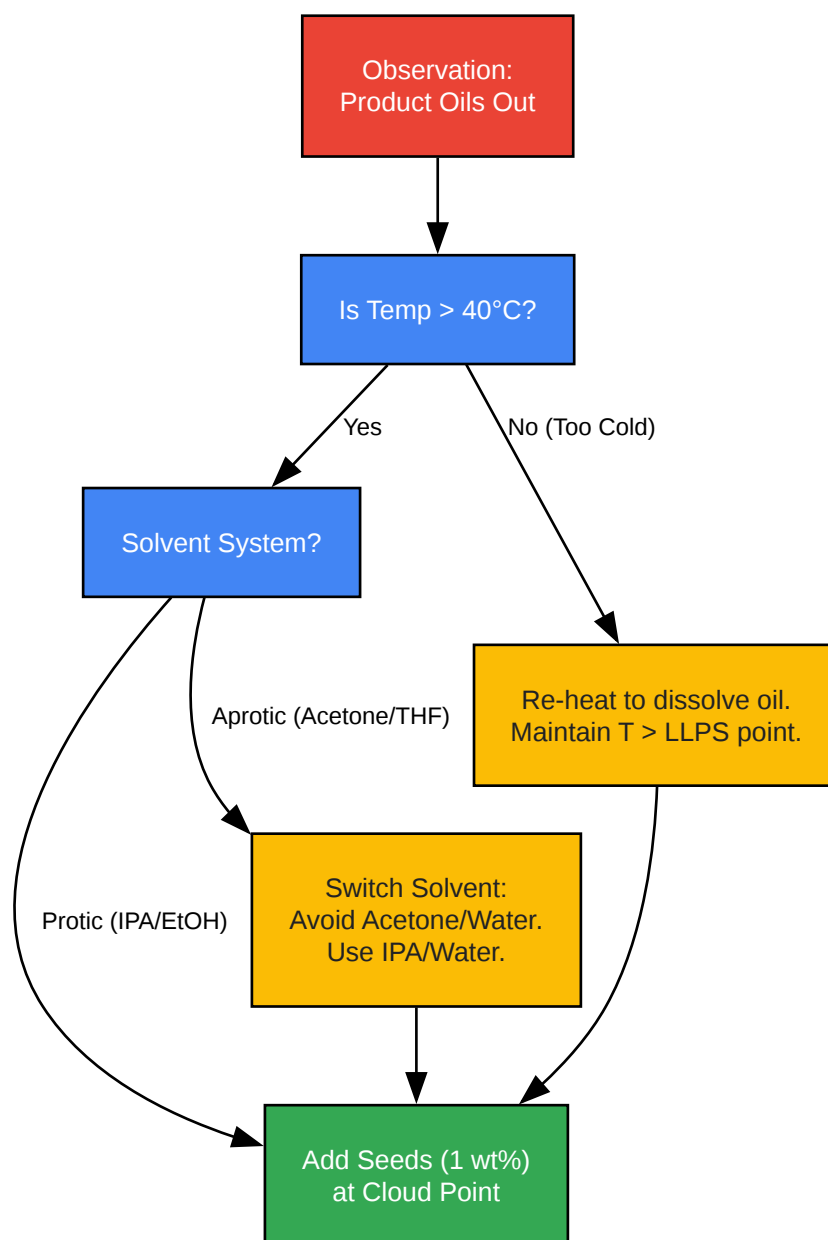 Observation:
Product Oils Out
Is Temp > 40°C?
Yes
No (Too Cold)
Solvent System?
Aprotic (Acetone/THF)
Re-heat to dissolve oil.
Maintain T > LLPS point.
Protic (IPA/EtOH)
Switch Solvent:
Avoid Acetone/Water.
Use IPA/Water.
Add Seeds (1 wt%)
at Cloud Point